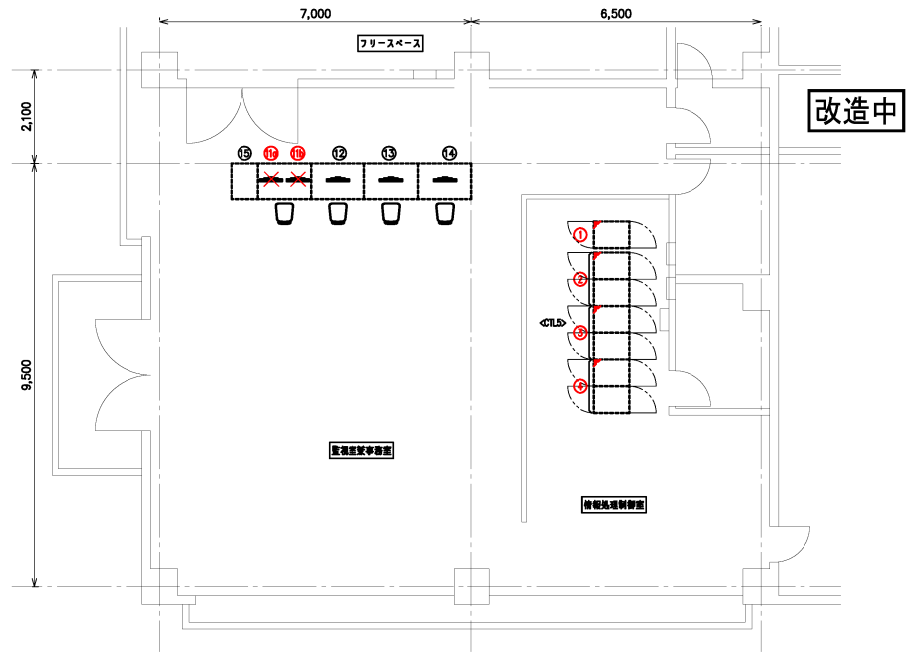 7,000
6,500
フリースペース
改造中
2,100
⑮
11a
11b
⑫
⑬
⑭
①
②
<CTL5>
③
④
9,500
監視室兼事務室
情報処理制御室